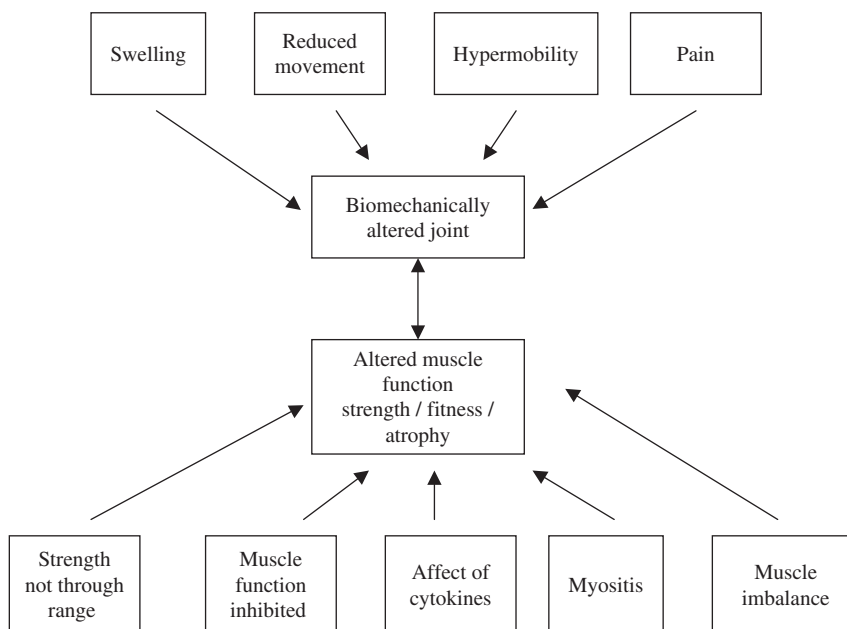 Swelling
Reduced
movement
Hypermobility
Pain
Biomechanically
altered joint
Altered muscle
function
strength / fitness /
atrophy
Strength
not through
range
Muscle
function
inhibited
Affect of
cytokines
Myositis
Muscle
imbalance